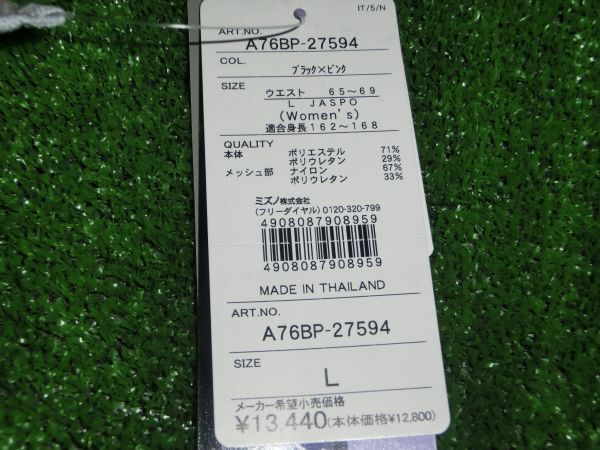 IT/5/N
ART.NO.
A76BP-27594
COL.
ブラック×ピンク
SIZE
ウエスト 65～69
L JASPO
(Women's)
適合身長162～168
QUALITY
本体 ポリエステル 71%
ポリウレタン 29%
メッシュ部 ナイロン 67%
ポリウレタン 33%
ミズノ株式会社
(フリーダイヤル) 0120-320-799
4908087908959
4908087908959
MADE IN THAILAND
ART.NO.
A76BP-27594
SIZE
L
メーカー希望小売価格
¥13,440(本体価格¥12,800)